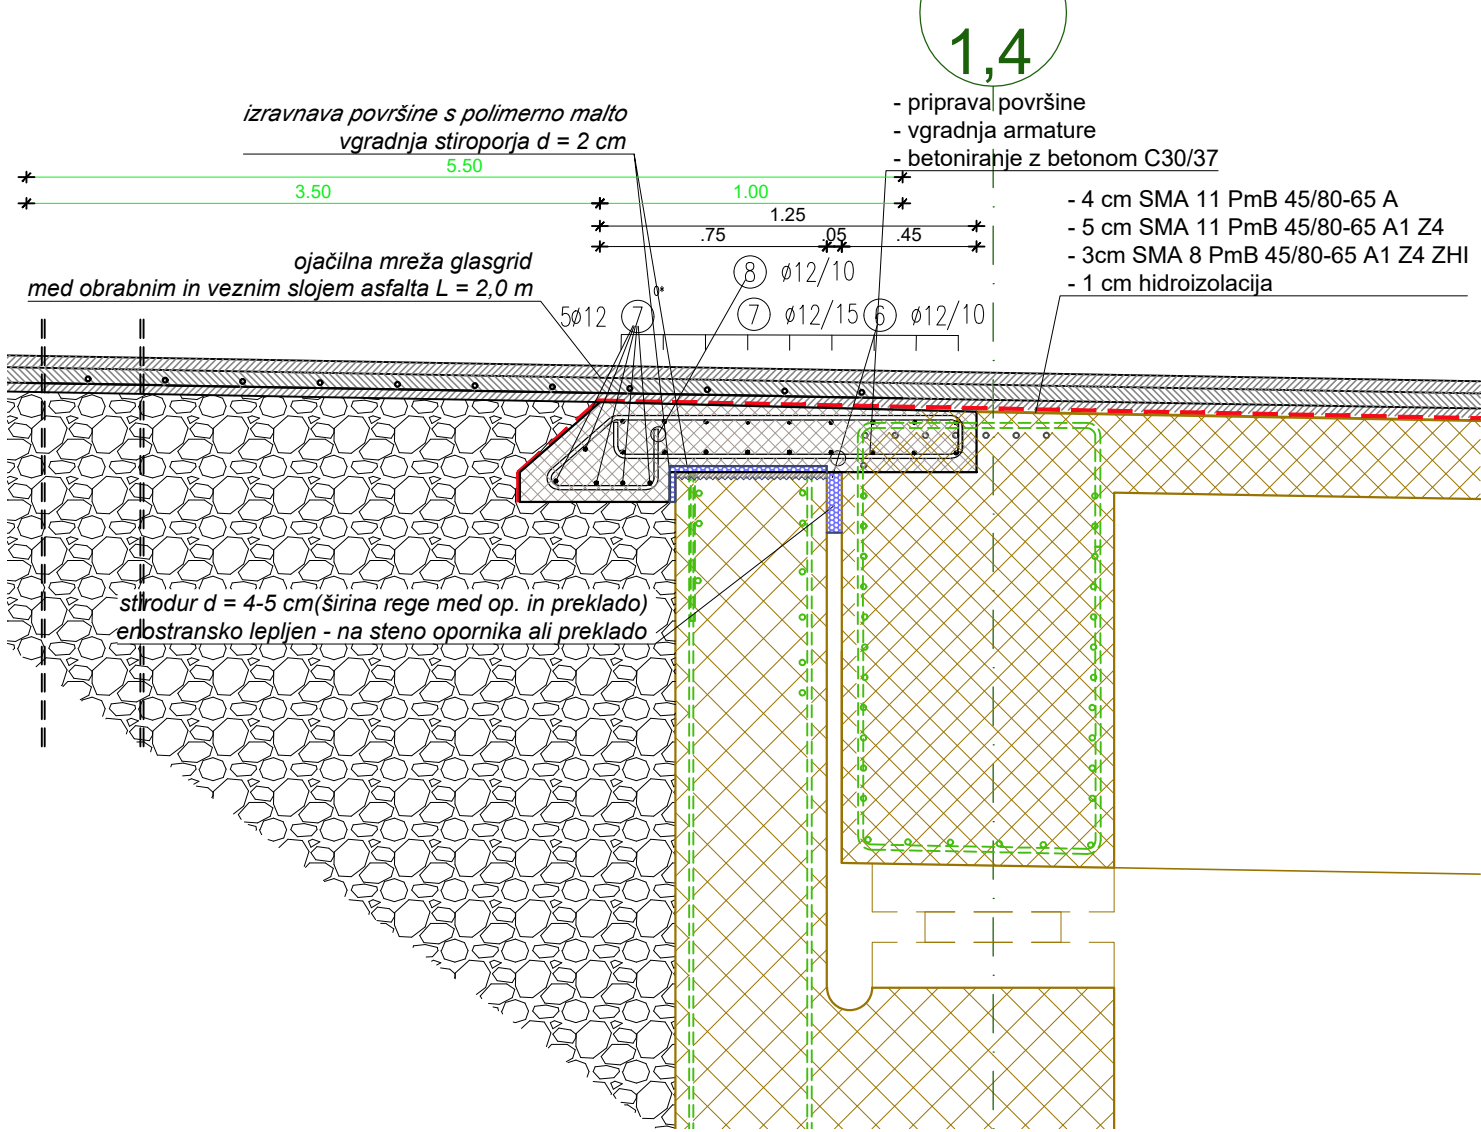 1,4
izravnava površine s polimerno malto
vgradnja stiroporja d = 2 cm
- priprava površine
- vgradnja armature
- betoniranje z betonom C30/37
5.50
3.50
1.00
1.25
.75
.05
.45
- 4 cm SMA 11 PmB 45/80-65 A
- 5 cm SMA 11 PmB 45/80-65 A1 Z4
- 3cm SMA 8 PmB 45/80-65 A1 Z4 ZHI
- 1 cm hidroizolacija
ojačilna mreža glasgrid
med obrabnim in veznim slojem asfalta L = 2,0 m
8 ø12/10
5ø12 7
7 ø12/15
6 ø12/10
stirodur d = 4-5 cm(širina rege med op. in preklado)
enostransko lepljen - na steno opornika ali preklado